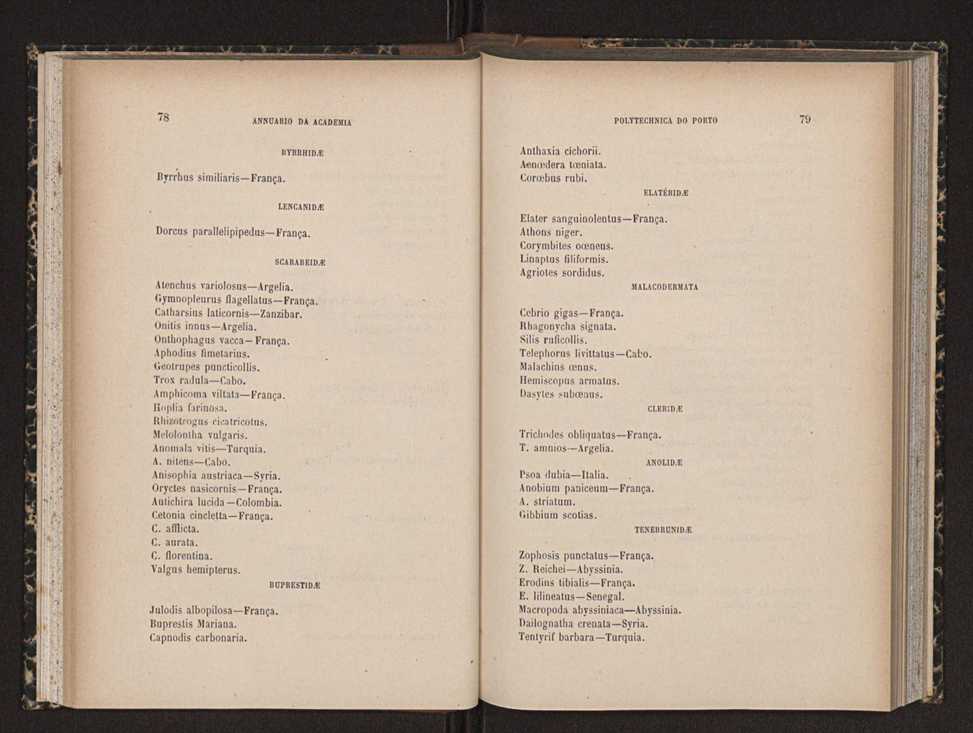 78
ANNUARIO DA ACADEMIA
BYRRHIDÆ
Byrrhus similiaris—França.
LENCANIDÆ
Dorcus parallelipipedus—França.
SCARABEIDÆ
Atenchus variolosus—Argelia.
Gymnopleurus flagellatus—França.
Catharsius laticornis—Zanzibar.
Onitis innus—Argelia.
Onthophagus vacca—França.
Aphodius fimetarius.
Geotrupes puncticollis.
Trox radula—Cabo.
Amphicoma viltata—França.
Hoplia farinosa.
Rhizotrogus cicatricotus.
Melolontha vulgaris.
Anomala vitis—Turquia.
A. nitens—Cabo.
Anisophia austriaca—Syria.
Oryctes nasicornis—França.
Antichira lucida—Colombia.
Cetonia cincletta—França.
C. afflicta.
C. aurata.
C. florentina.
Valgus hemipterus.
BUPRESTIDÆ
Julodis albopilosa—França.
Buprestis Mariana.
Capnodis carbonaria.
POLYTECHNICA DO PORTO
79
Anthaxia cichorii.
Aenœdera tœniata.
Corœbus rubi.
ELATÉRIDÆ
Elater sanguinolentus—França.
Athons niger.
Corymbites oœneus.
Linaptus filiformis.
Agriotes sordidus.
MALACODERMATA
Cebrio gigas—França.
Rhagonycha signata.
Silis ruficollis.
Telephorus livittatus—Cabo.
Malachins œnus.
Hemiscopus armatus.
Dasytes subœnus.
CLERIDÆ
Trichodes obliquatus—França.
T. amnios—Argelia.
ANOLIDÆ
Psoa dubia—Italia.
Anobium paniceum—França.
A. striatum.
Gibbium scotias.
TENEBRUNIDÆ
Zophosis punctatus—França.
Z. Reichei—Abyssinia.
Erodins tibialis—França.
E. lilineatus—Senegal.
Macropoda abyssiniaca—Abyssinia.
Dailognatha crenata—Syria.
Tentyrif barbara—Turquia.